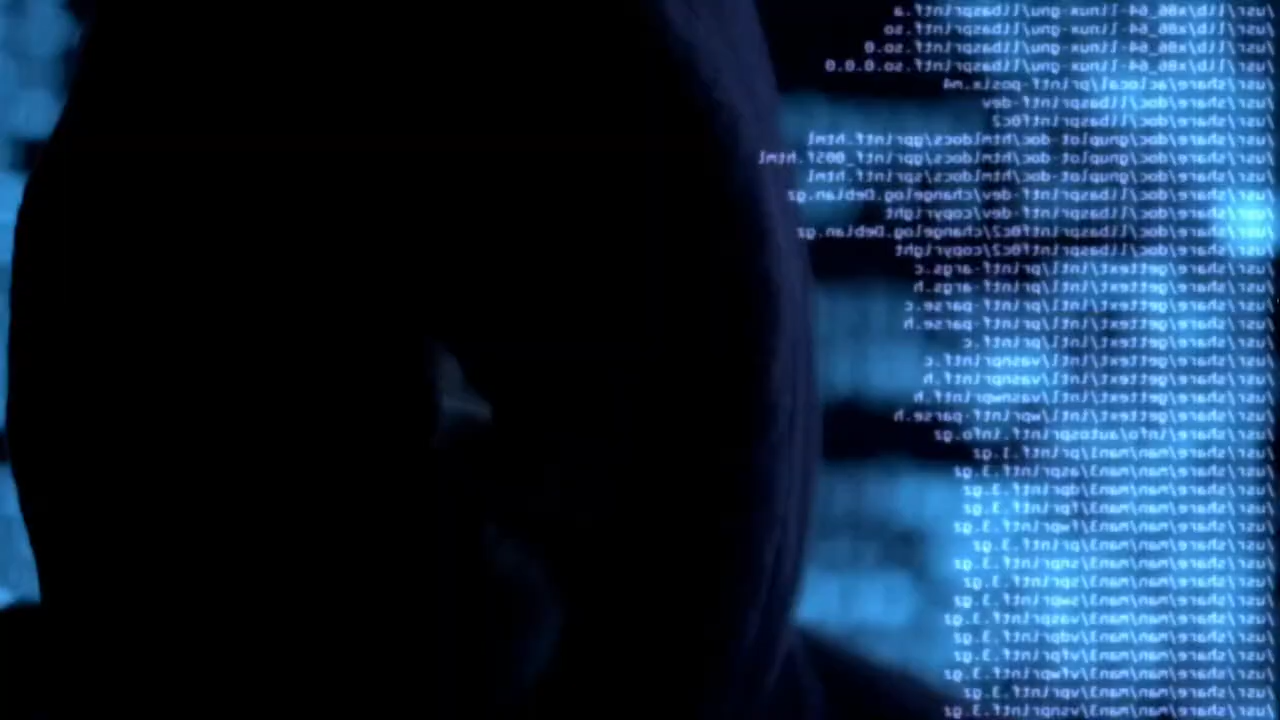 /usr/lib/x86_64-linux-gnu/libasprintf.a
/usr/lib/x86_64-linux-gnu/libasprintf.so
/usr/lib/x86_64-linux-gnu/libasprintf.so.0
/usr/lib/x86_64-linux-gnu/libasprintf.so.0.0.0
/usr/share/aclocal/printf-posix.m4
/usr/share/doc/libasprintf-dev
/usr/share/doc/libasprintf0c2
/usr/share/doc/gnuplot-doc/htmldocs/gprintf.html
/usr/share/doc/gnuplot-doc/htmldocs/gprintf_005f.html
/usr/share/doc/gnuplot-doc/htmldocs/sprintf.html
/usr/share/doc/libasprintf-dev/changelog.Debian.gz
/usr/share/doc/libasprintf-dev/copyright
/usr/share/doc/libasprintf0c2/changelog.Debian.gz
/usr/share/doc/libasprintf0c2/copyright
/usr/share/gettext/intl/printf-args.c
/usr/share/gettext/intl/printf-args.h
/usr/share/gettext/intl/printf-parse.c
/usr/share/gettext/intl/printf-parse.h
/usr/share/gettext/intl/printf.c
/usr/share/gettext/intl/vasnprintf.c
/usr/share/gettext/intl/vasnprintf.h
/usr/share/gettext/intl/vasnwprintf.h
/usr/share/gettext/intl/wprintf-parse.h
/usr/share/info/autosprintf.info.gz
/usr/share/man/man1/printf.1.gz
/usr/share/man/man3/asprintf.3.gz
/usr/share/man/man3/dprintf.3.gz
/usr/share/man/man3/fprintf.3.gz
/usr/share/man/man3/fwprintf.3.gz
/usr/share/man/man3/printf.3.gz
/usr/share/man/man3/snprintf.3.gz
/usr/share/man/man3/sprintf.3.gz
/usr/share/man/man3/swprintf.3.gz
/usr/share/man/man3/vasprintf.3.gz
/usr/share/man/man3/vdprintf.3.gz
/usr/share/man/man3/vfprintf.3.gz
/usr/share/man/man3/vfwprintf.3.gz
/usr/share/man/man3/vprintf.3.gz
/usr/share/man/man3/vsnprintf.3.gz